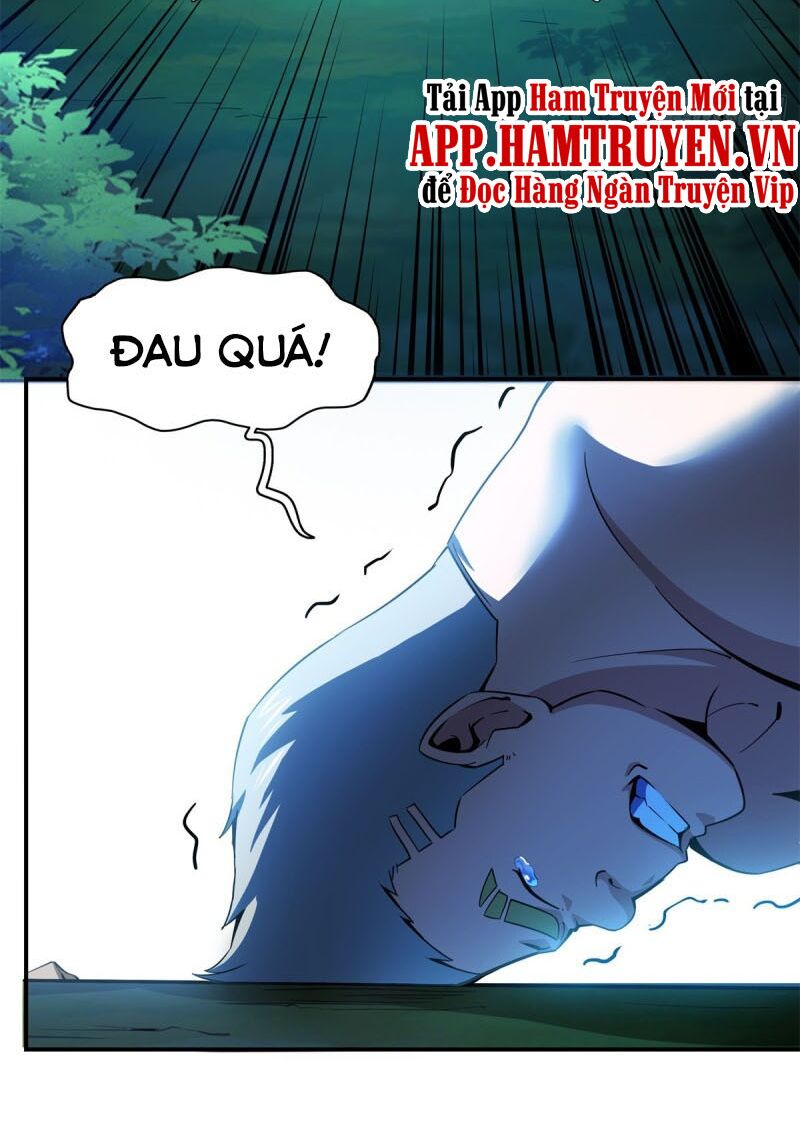 Tải App Ham Truyện Mới tại
APP.HAMTRUYEN.VN
để Đọc Hàng Ngàn Truyện Vip
ĐAU QUÁ!